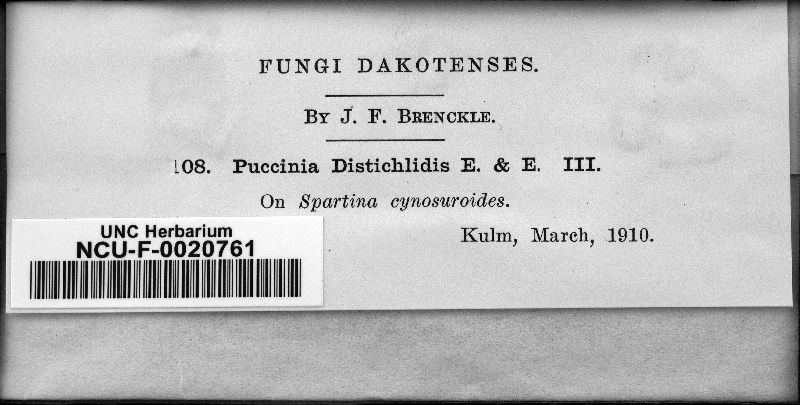 FUNGI DAKOTENSES.
BY J. F. BRENCKLE.
108. Puccinia Distichlidis E. & E. III.
On Spartina cynosuroides.
Kulm, March, 1910.
UNC Herbarium
NCU-F-0020761